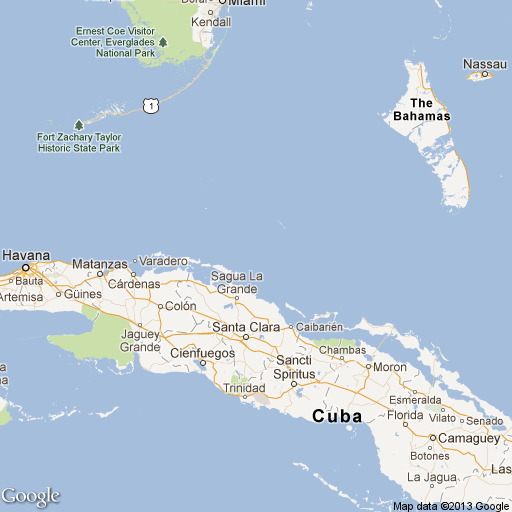 Miami
Kendall
Ernest Coe Visitor
Center, Everglades
National Park
Nassau
The
Bahamas
1
Fort Zachary Taylor
Historic State Park
Havana
Varadero
Matanzas
Bauta
Cárdenas
Sagua La
Grande
Artemisa
Güines
Colón
Jaguey
Grande
Santa Clara
Caibarién
Cienfuegos
Chambas
Sancti
Spiritus
Moron
Trinidad
Esmeralda
Cuba
Florida
Vilato
Senado
Camaguey
Botones
La Jagua
Las
Google
Map data ©2013 Google